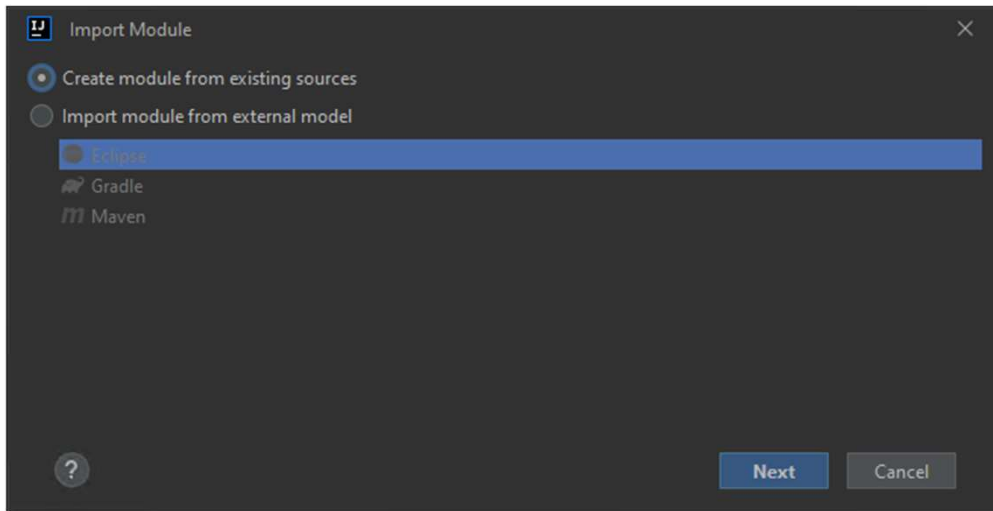 IJ Import Module
Create module from existing sources
Import module from external model
Eclipse
Gradle
m Maven
? Next Cancel